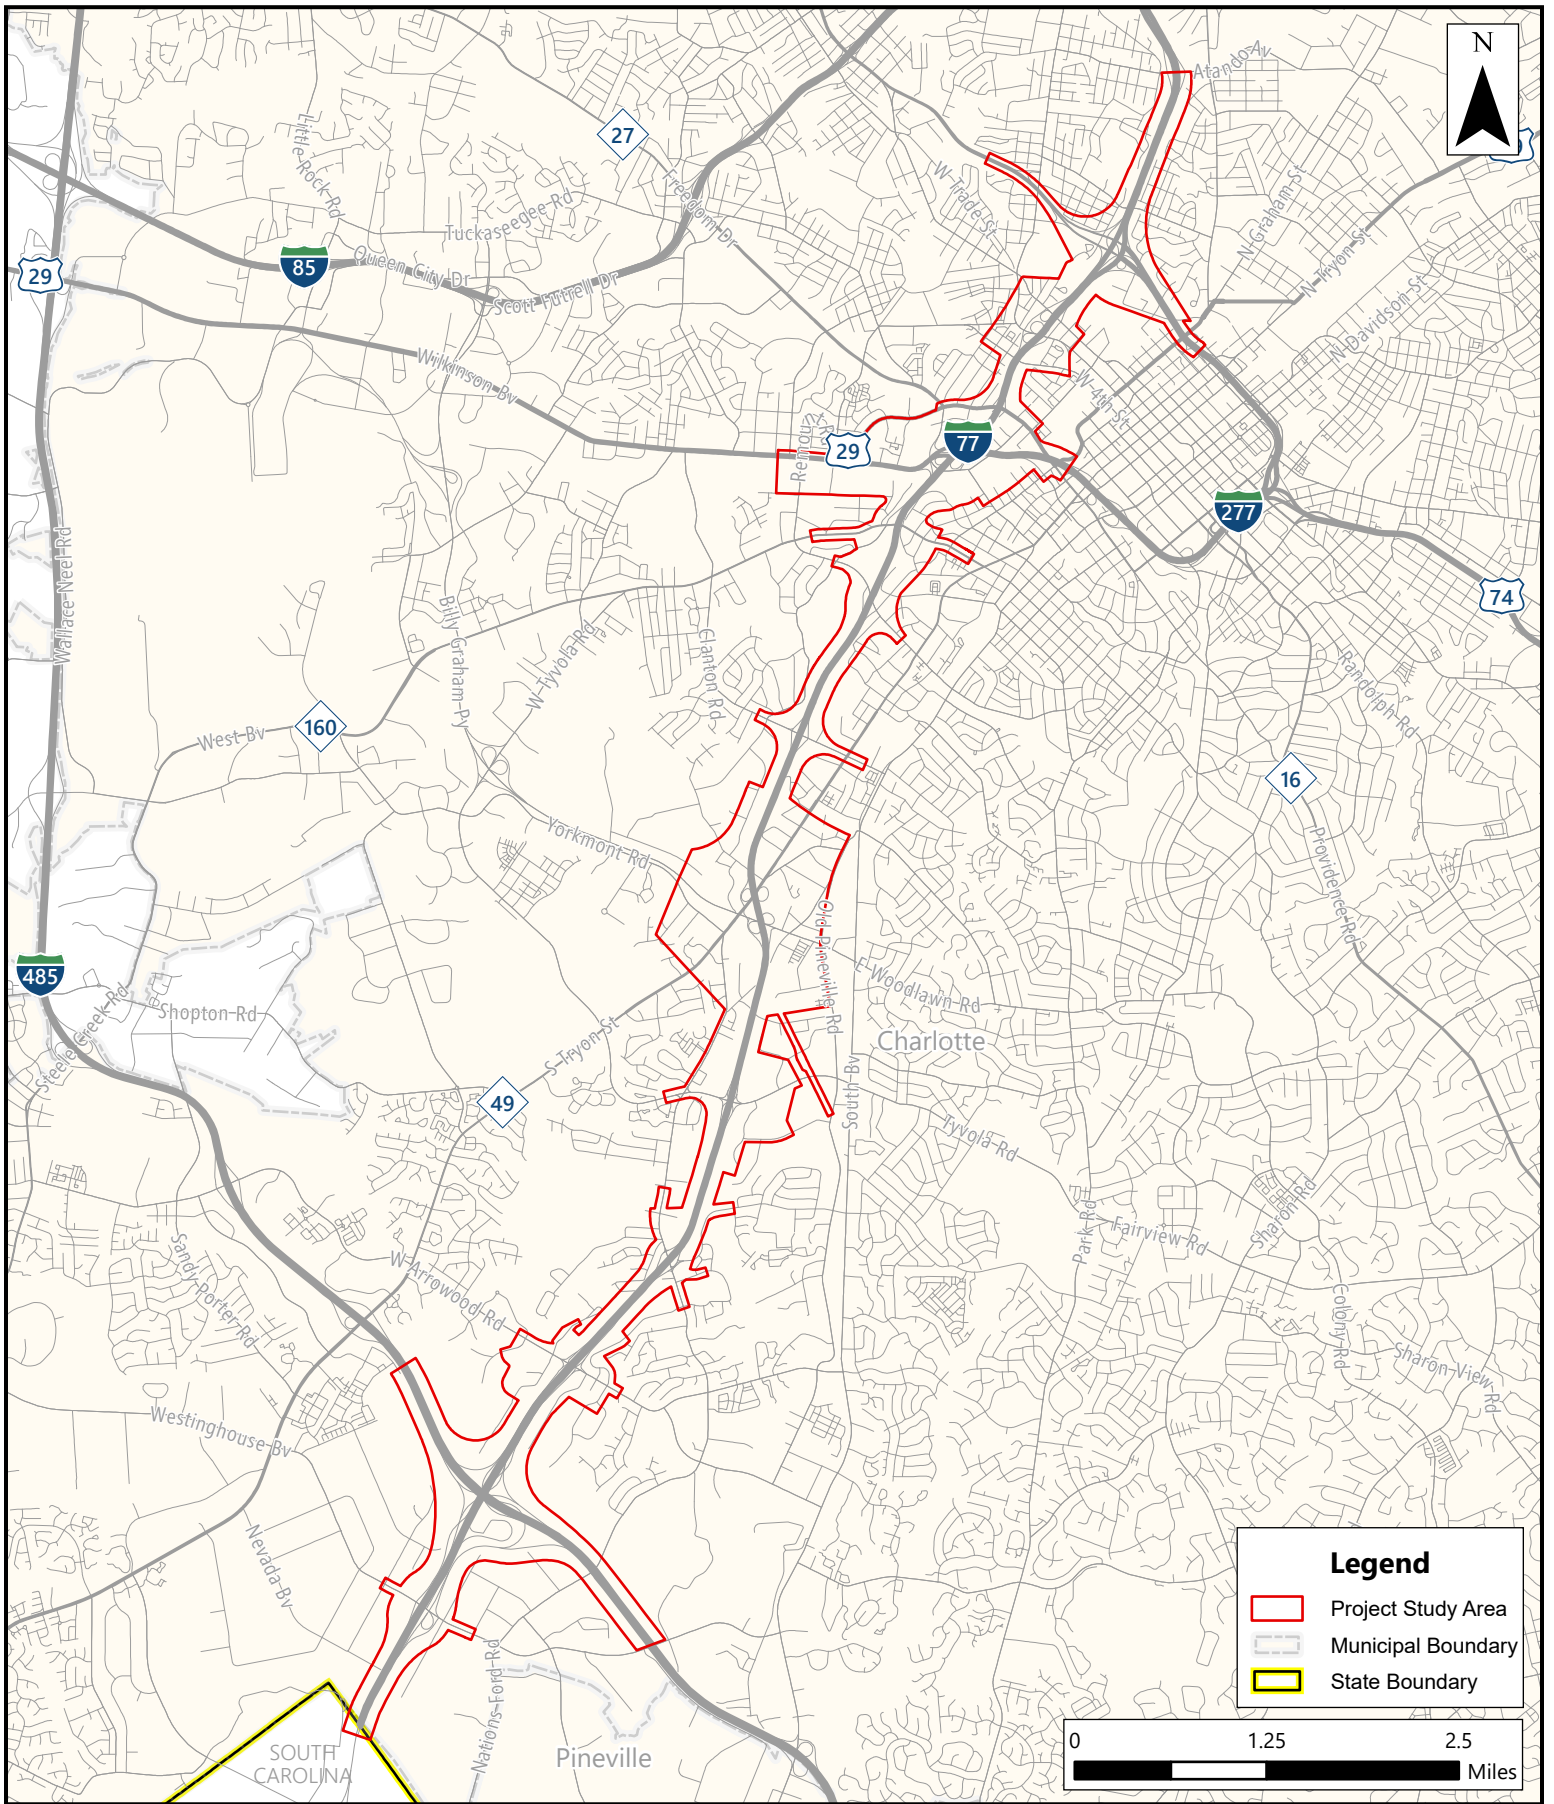 N
Atando Av
27
Little Rock Rd
W Trade St
Freedom Dr
Tuckaseegee Rd
N Graham St
N Tryon St
85
Queen City Dr
29
Scott Futrell Dr
N Davidson St
Wilkinson Bv
W 4th St
Remount Rd
29
77
277
74
Wallace Neel Rd
Billy Graham Py
W Tyvola Rd
Clanton Rd
Randolph Rd
160
West Bv
16
Yorkmont Rd
Providence Rd
Old Pineville Rd
485
E Woodlawn Rd
Steele Creek Rd
Shopton Rd
S Tryon St
Charlotte
49
South Bv
Tyvola Rd
Park Rd
Fairview Rd
Sharon Rd
Sandy Porter Rd
W Arrowood Rd
Colony Rd
Sharon View Rd
Westinghouse Bv
Nevada Bv
Nations Ford Rd
Pineville
SOUTH
CAROLINA
Legend
Project Study Area
Municipal Boundary
State Boundary
0 1.25 2.5
Miles